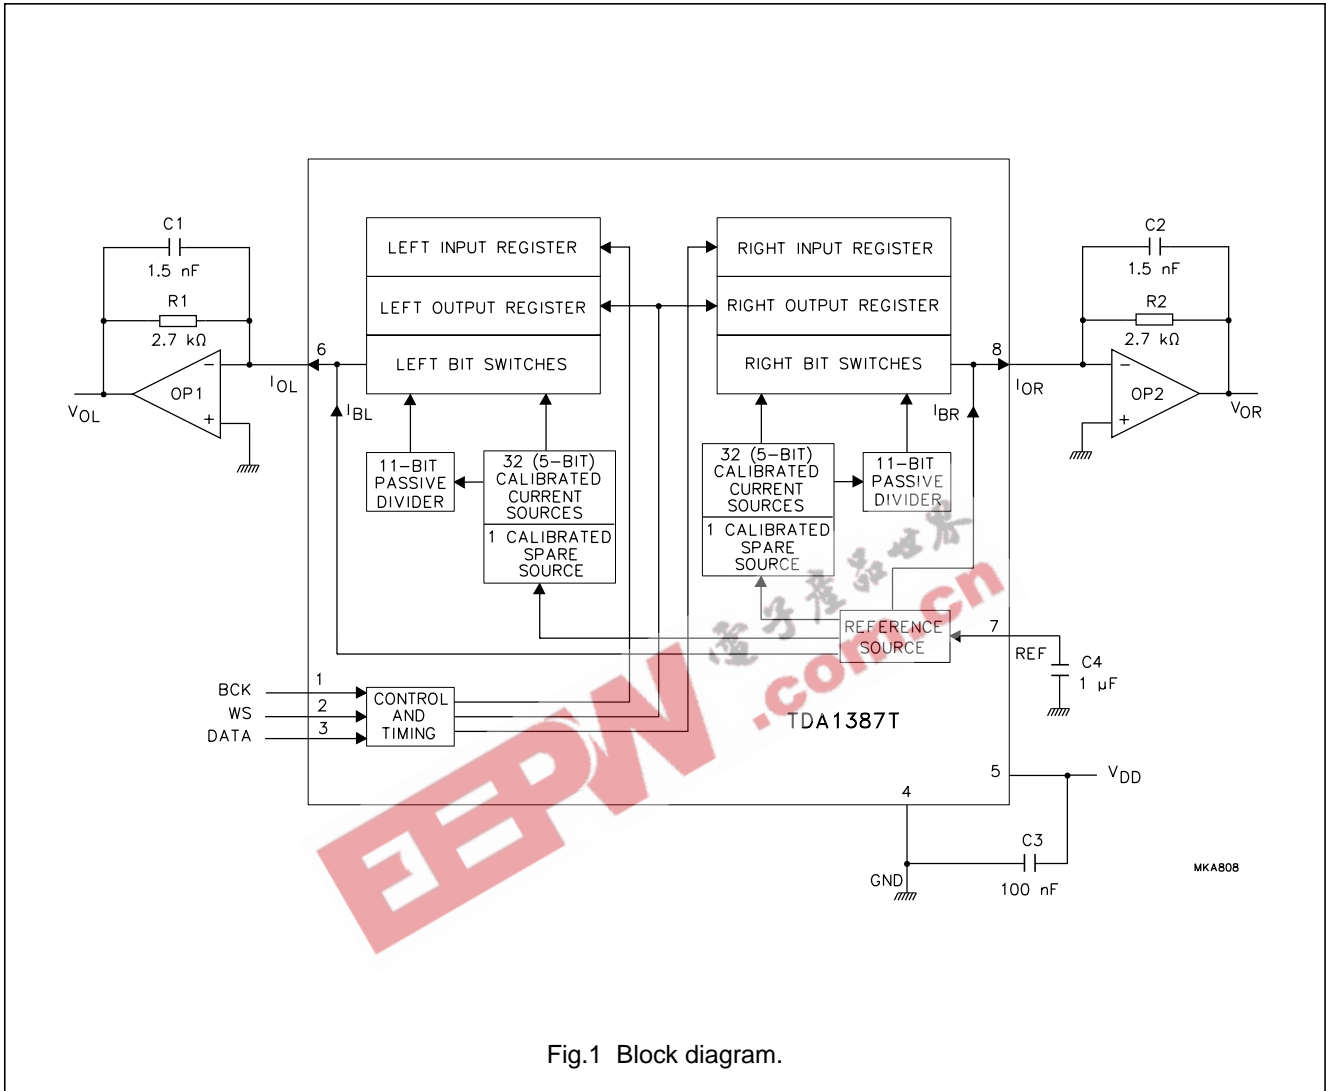 C1
1.5 nF
R1
2.7 kΩ
OP1
−
+
VOL
IOL
6
IBL
LEFT INPUT REGISTER
LEFT OUTPUT REGISTER
LEFT BIT SWITCHES
11-BIT
PASSIVE
DIVIDER
32 (5-BIT)
CALIBRATED
CURRENT
SOURCES
1 CALIBRATED
SPARE
SOURCE
RIGHT INPUT REGISTER
RIGHT OUTPUT REGISTER
RIGHT BIT SWITCHES
32 (5-BIT)
CALIBRATED
CURRENT
SOURCES
1 CALIBRATED
SPARE
SOURCE
11-BIT
PASSIVE
DIVIDER
IBR
8
IOR
C2
1.5 nF
R2
2.7 kΩ
−
+
OP2
VOR
REFERENCE
SOURCE
7
REF
C4
1 µF
BCK
1
WS
2
DATA
3
CONTROL
AND
TIMING
TDA1387T
5
VDD
4
GND
C3
100 nF
MKA808
EEPW
電子産品世界
.com.cn
Fig.1 Block diagram.